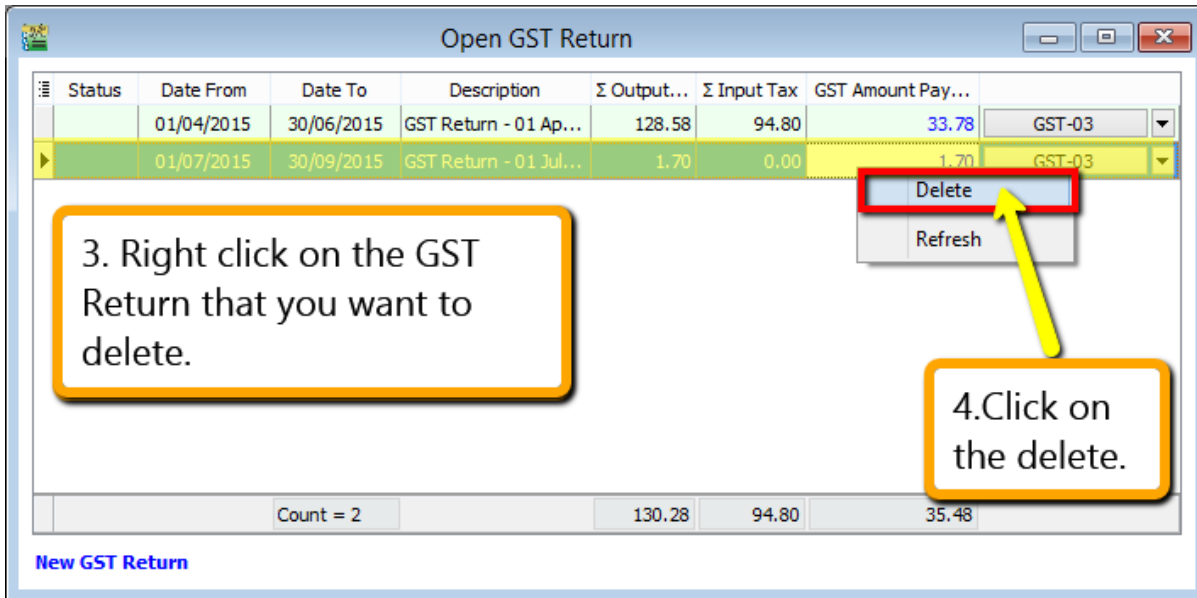 Open GST Return
Status Date From Date To Description Σ Output... Σ Input Tax GST Amount Pay...
01/04/2015 30/06/2015 GST Return - 01 Ap... 128.58 94.80 33.78 GST-03
01/07/2015 30/09/2015 GST Return - 01 Jul... 1.70 0.00 1.70 GST-03
Delete
Refresh
3. Right click on the GST
Return that you want to
delete.
4.Click on
the delete.
Count = 2 130.28 94.80 35.48
New GST Return